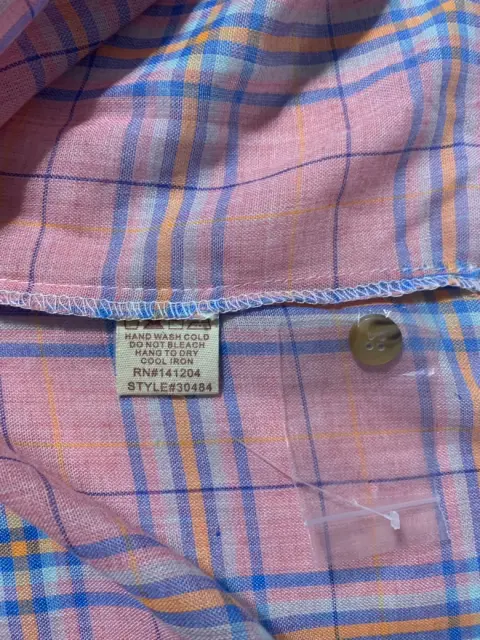 HAND WASH COLD
DO NOT BLEACH
HANG TO DRY
COOL IRON
RN#141204
STYLE#30484